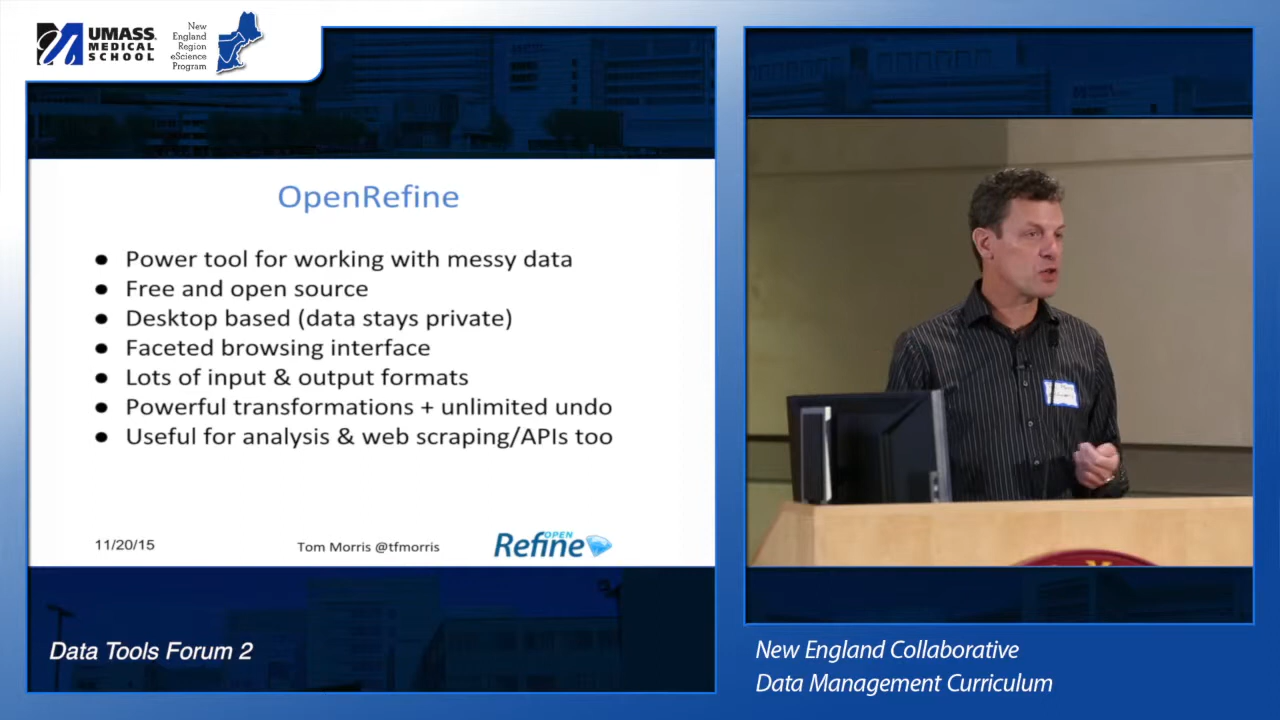 UMASS
MEDICAL
SCHOOL
New
England
Region
eScience
Program
OpenRefine
● Power tool for working with messy data
● Free and open source
● Desktop based (data stays private)
● Faceted browsing interface
● Lots of input & output formats
● Powerful transformations + unlimited undo
● Useful for analysis & web scraping/APIs too
11/20/15
Tom Morris @tfmorris
OPEN
Refine
Data Tools Forum 2
New England Collaborative
Data Management Curriculum